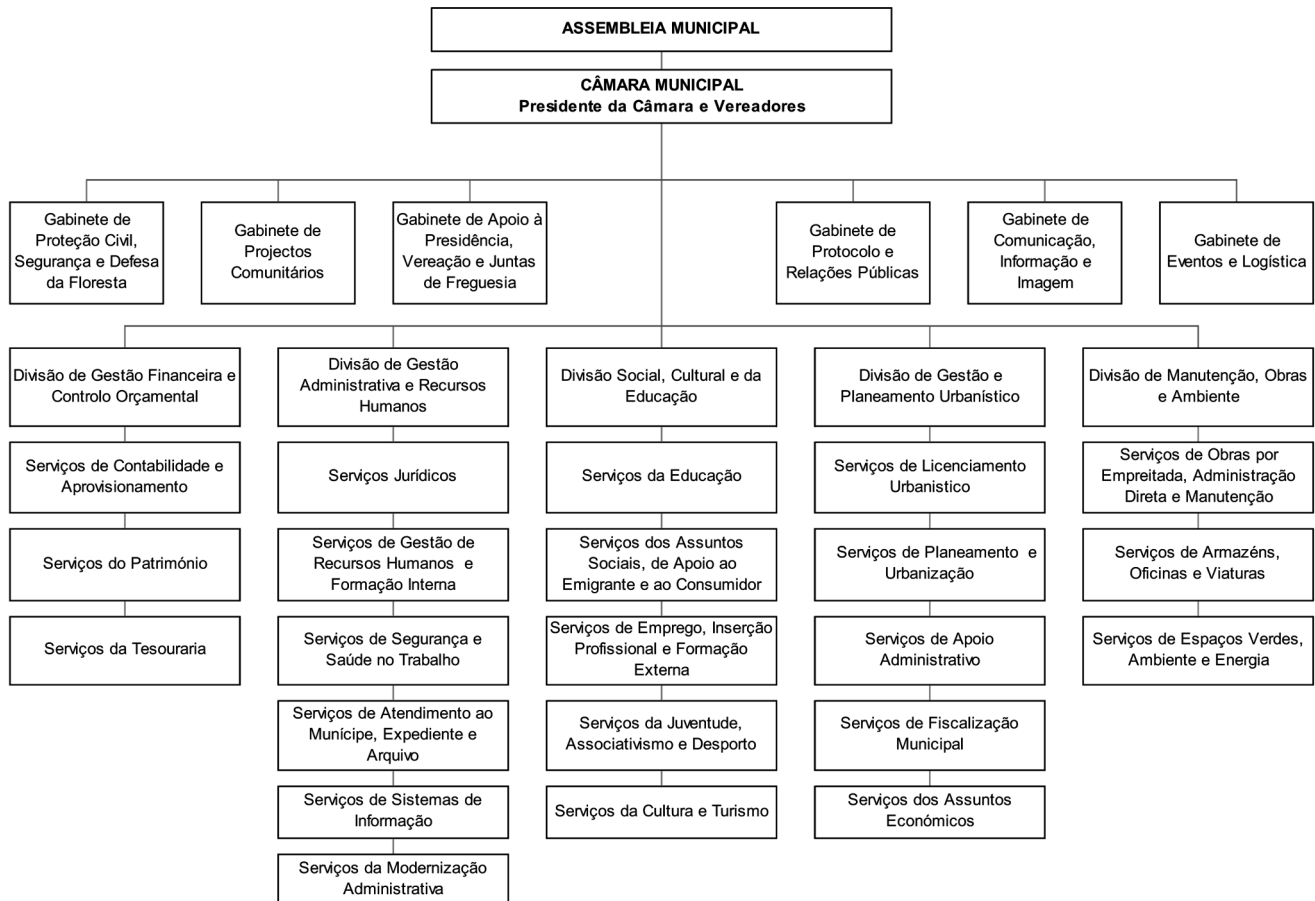 ASSEMBLEIA MUNICIPAL
CÂMARA MUNICIPAL
Presidente da Câmara e Vereadores
Gabinete de
Proteção Civil,
Segurança e Defesa
da Floresta
Gabinete de
Projectos
Comunitários
Gabinete de Apoio à
Presidência,
Vereação e Juntas
de Freguesia
Gabinete de
Protocolo e
Relações Públicas
Gabinete de
Comunicação,
Informação e
Imagem
Gabinete de
Eventos e Logística
Divisão de Gestão Financeira e
Controlo Orçamental
Serviços de Contabilidade e
Aprovisionamento
Serviços do Património
Serviços da Tesouraria
Divisão de Gestão
Administrativa e Recursos
Humanos
Serviços Jurídicos
Serviços de Gestão de
Recursos Humanos e
Formação Interna
Serviços de Segurança e
Saúde no Trabalho
Serviços de Atendimento ao
Munícipe, Expediente e
Arquivo
Serviços de Sistemas de
Informação
Serviços da Modernização
Administrativa
Divisão Social, Cultural e da
Educação
Serviços da Educação
Serviços dos Assuntos
Sociais, de Apoio ao
Emigrante e ao Consumidor
Serviços de Emprego, Inserção
Profissional e Formação
Externa
Serviços da Juventude,
Associativismo e Desporto
Serviços da Cultura e Turismo
Divisão de Gestão e
Planeamento Urbanístico
Serviços de Licenciamento
Urbanistico
Serviços de Planeamento e
Urbanização
Serviços de Apoio
Administrativo
Serviços de Fiscalização
Municipal
Serviços dos Assuntos
Económicos
Divisão de Manutenção, Obras
e Ambiente
Serviços de Obras por
Empreitada, Administração
Direta e Manutenção
Serviços de Armazéns,
Oficinas e Viaturas
Serviços de Espaços Verdes,
Ambiente e Energia